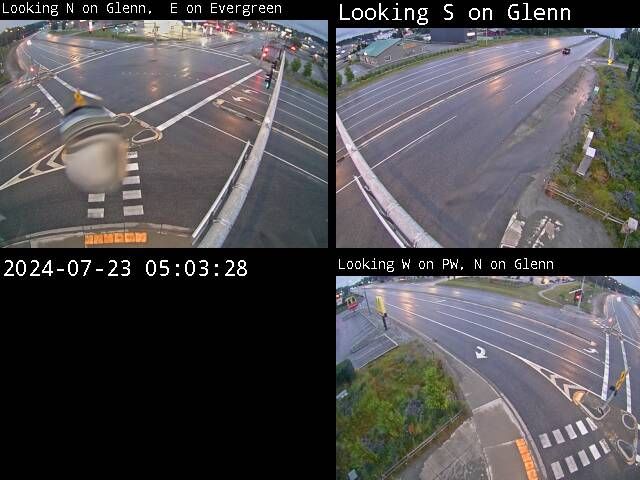 Looking N on Glenn, E on Evergreen
Looking S on Glenn
2024-07-23 05:03:28
Looking W on PW, N on Glenn